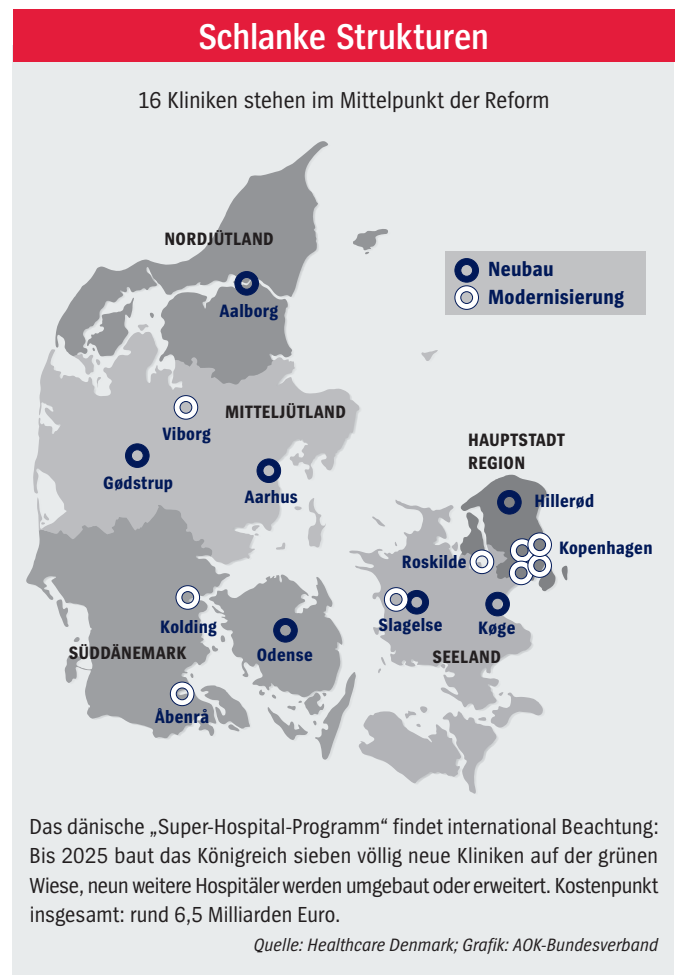 Schlanke Strukturen
16 Kliniken stehen im Mittelpunkt der Reform
NORDJÜTLAND
Aalborg
Neubau
Modernisierung
Viborg
MITTELJÜTLAND
Gødstrup
Aarhus
HAUPTSTADT
REGION
Hillerød
Kopenhagen
Roskilde
Kolding
Slagelse
Køge
SÜDDÄNEMARK
Odense
SEELAND
Åbenrå
Das dänische „Super-Hospital-Programm“ findet international Beachtung:
Bis 2025 baut das Königreich sieben völlig neue Kliniken auf der grünen
Wiese, neun weitere Hospitäler werden umgebaut oder erweitert. Kostenpunkt
insgesamt: rund 6,5 Milliarden Euro.
Quelle: Healthcare Denmark; Grafik: AOK-Bundesverband